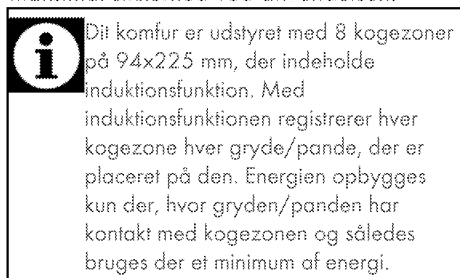 Dit komfur er udstyret med 8 kogezoner
på 94x225 mm, der indeholde
induktionsfunktion. Med
induktionsfunktionen registrerer hver
kogezone hver gryde/pande, der er
placeret på den. Energien opbygges
kun der, hvor gryden/panden har
kontakt med kogezonen og således
bruges der et minimum af energi.